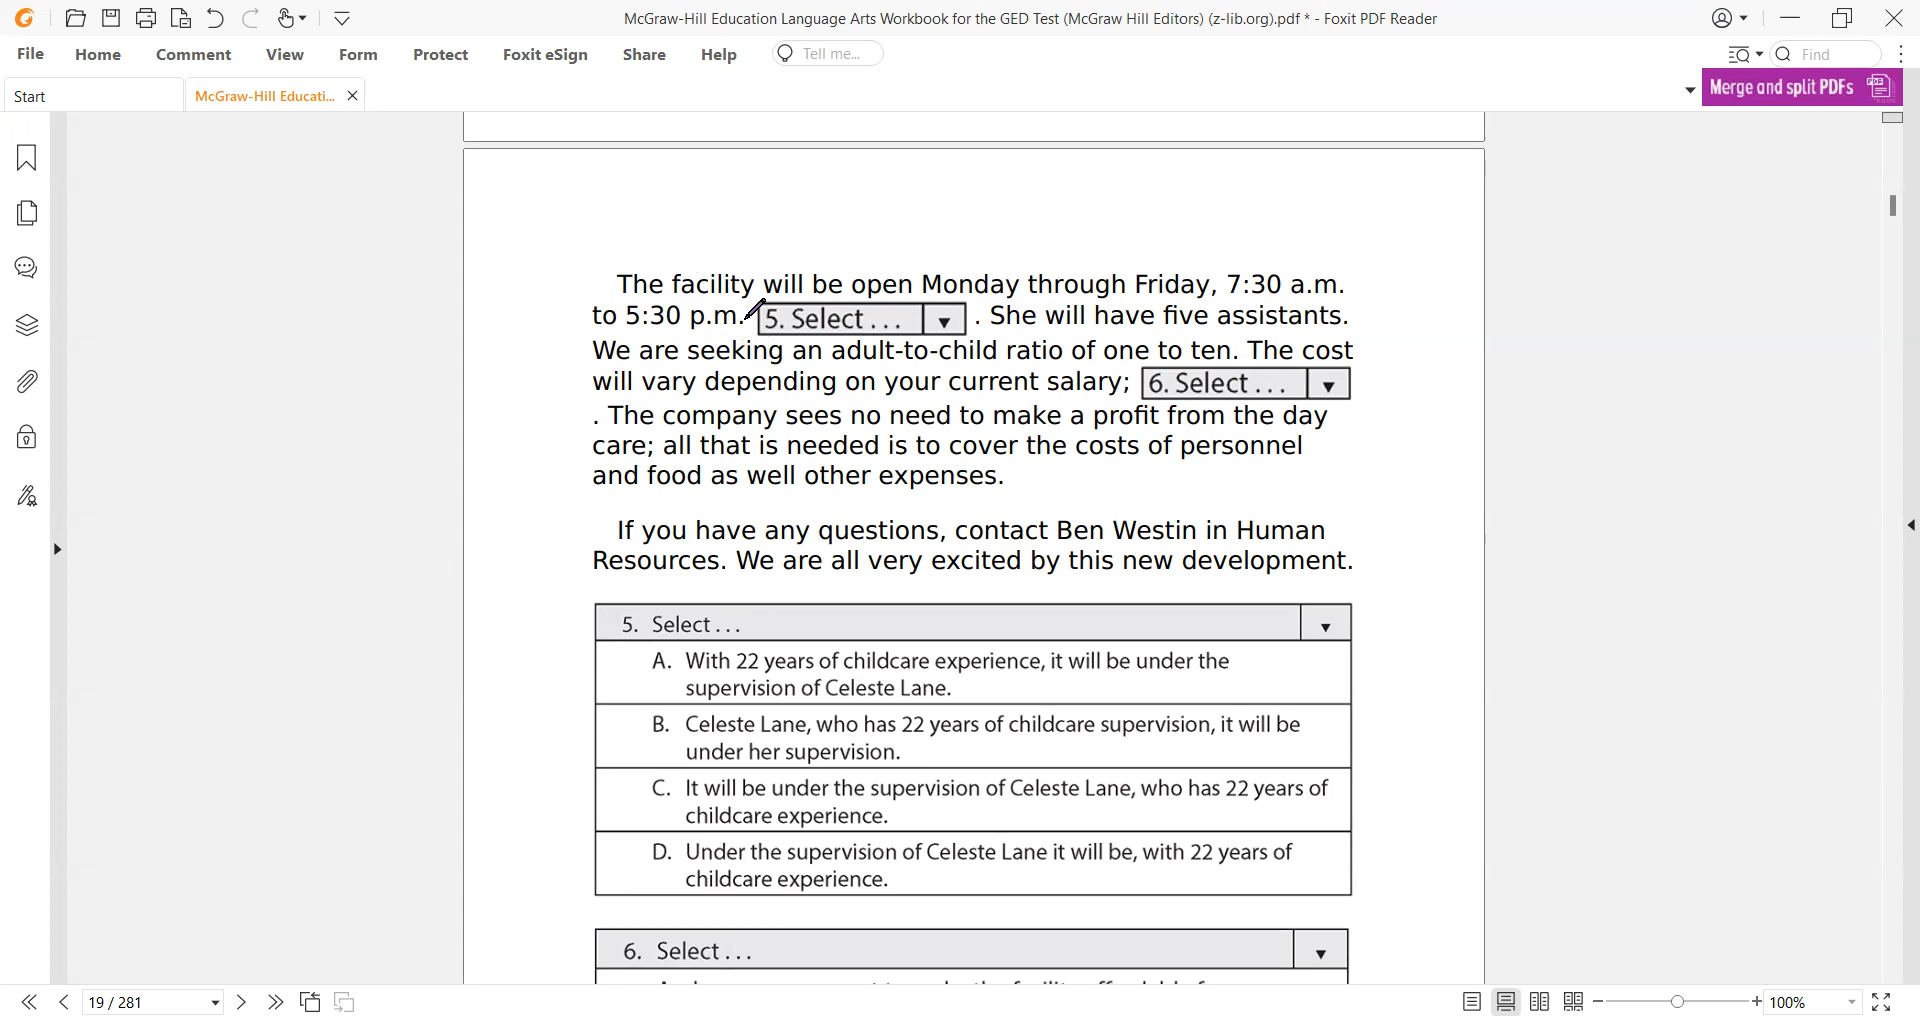 McGraw-Hill Education Language Arts Workbook for the GED Test (McGraw Hill Editors) (z-lib.org).pdf * - Foxit PDF Reader
File Home Comment View Form Protect Foxit eSign Share Help Tell me... Find
Start McGraw-Hill Educati... Merge and split PDFs
The facility will be open Monday through Friday, 7:30 a.m.
to 5:30 p.m. 5. Select ... . She will have five assistants.
We are seeking an adult-to-child ratio of one to ten. The cost
will vary depending on your current salary; 6. Select ...
. The company sees no need to make a profit from the day
care; all that is needed is to cover the costs of personnel
and food as well other expenses.
If you have any questions, contact Ben Westin in Human
Resources. We are all very excited by this new development.
5. Select ...
A. With 22 years of childcare experience, it will be under the
supervision of Celeste Lane.
B. Celeste Lane, who has 22 years of childcare supervision, it will be
under her supervision.
C. It will be under the supervision of Celeste Lane, who has 22 years of
childcare experience.
D. Under the supervision of Celeste Lane it will be, with 22 years of
childcare experience.
6. Select ...
19 / 281 100%